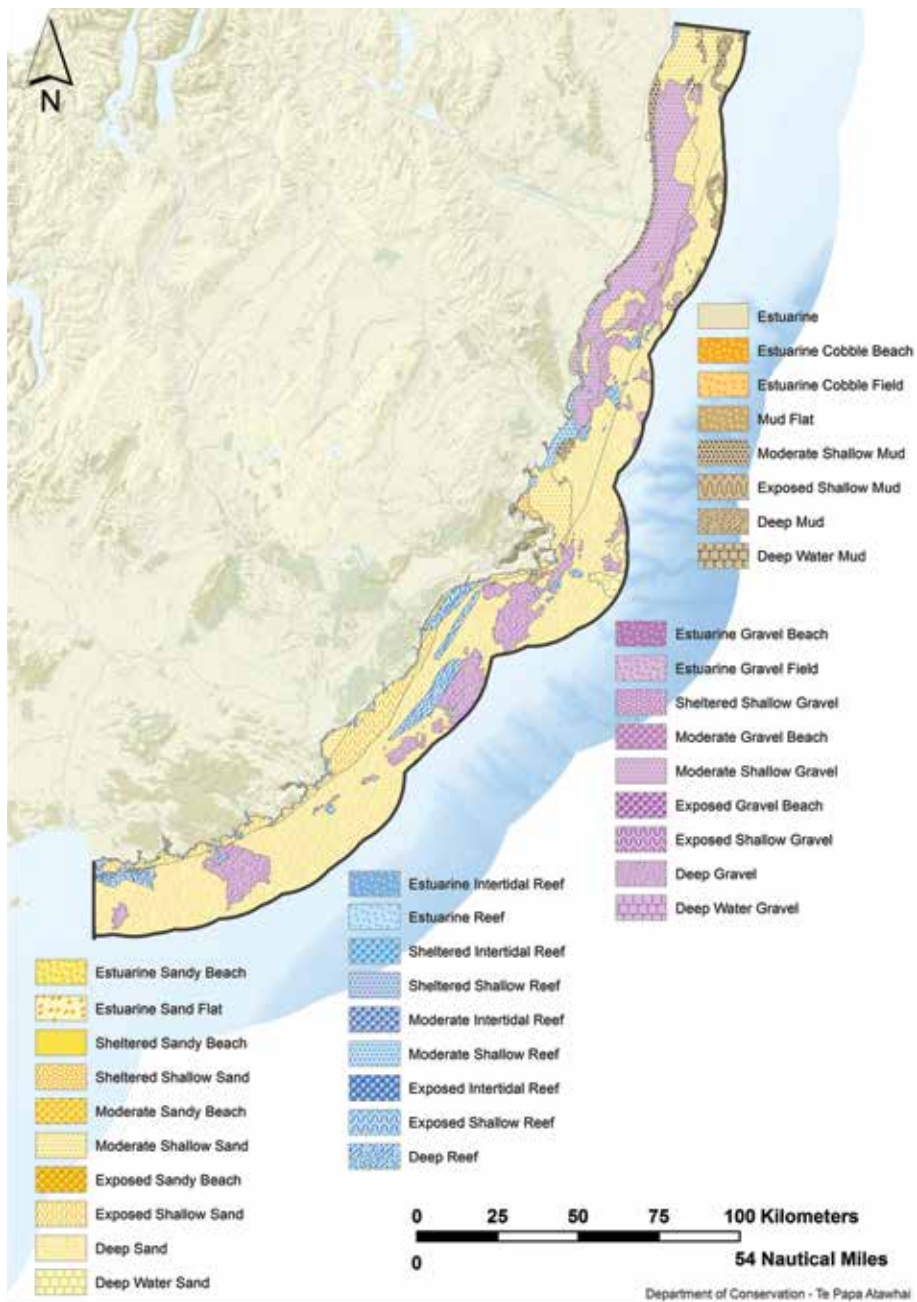 N
Estuarine
Estuarine Cobble Beach
Estuarine Cobble Field
Mud Flat
Moderate Shallow Mud
Exposed Shallow Mud
Deep Mud
Deep Water Mud
Estuarine Gravel Beach
Estuarine Gravel Field
Sheltered Shallow Gravel
Moderate Gravel Beach
Moderate Shallow Gravel
Exposed Gravel Beach
Exposed Shallow Gravel
Deep Gravel
Deep Water Gravel
Estuarine Intertidal Reef
Estuarine Reef
Sheltered Intertidal Reef
Sheltered Shallow Reef
Moderate Intertidal Reef
Moderate Shallow Reef
Exposed Intertidal Reef
Exposed Shallow Reef
Deep Reef
Estuarine Sandy Beach
Estuarine Sand Flat
Sheltered Sandy Beach
Sheltered Shallow Sand
Moderate Sandy Beach
Moderate Shallow Sand
Exposed Sandy Beach
Exposed Shallow Sand
Deep Sand
Deep Water Sand
0 25 50 75 100 Kilometers
0 54 Nautical Miles
Department of Conservation - Te Papa Atawhai